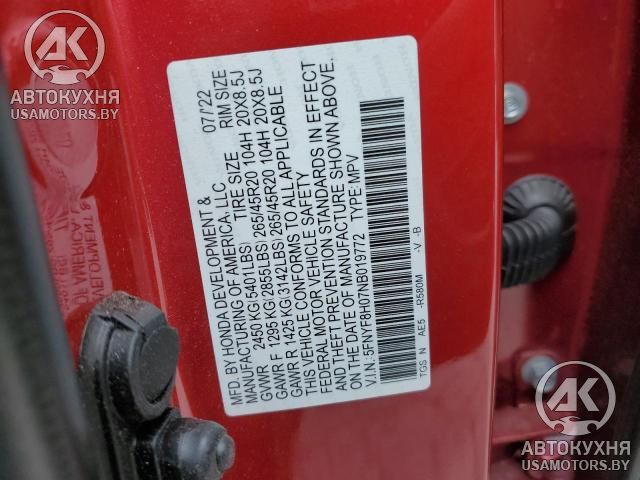 AK
АВТОКУХНЯ
USAMOTORS.BY
MFD. BY HONDA DEVELOPMENT & 07/22
MANUFACTURING OF AMERICA, LLC
TIRE SIZE RIM SIZE
GVWR 2450 KG(5401LBS)
GAWR F 1295 KG(2855LBS) 265/45R20 104H 20X8.5J
GAWR R 1425 KG(3142LBS) 265/45R20 104H 20X8.5J
THIS VEHICLE CONFORMS TO ALL APPLICABLE
FEDERAL MOTOR VEHICLE SAFETY
AND THEFT PREVENTION STANDARDS IN EFFECT
ON THE DATE OF MANUFACTURE SHOWN ABOVE.
V.I.N.: 5FNYF8H07NB019772 TYPE:MPV
TGS N AE5 -R580M -V -B
AK
АВТОКУХНЯ
USAMOTORS.BY